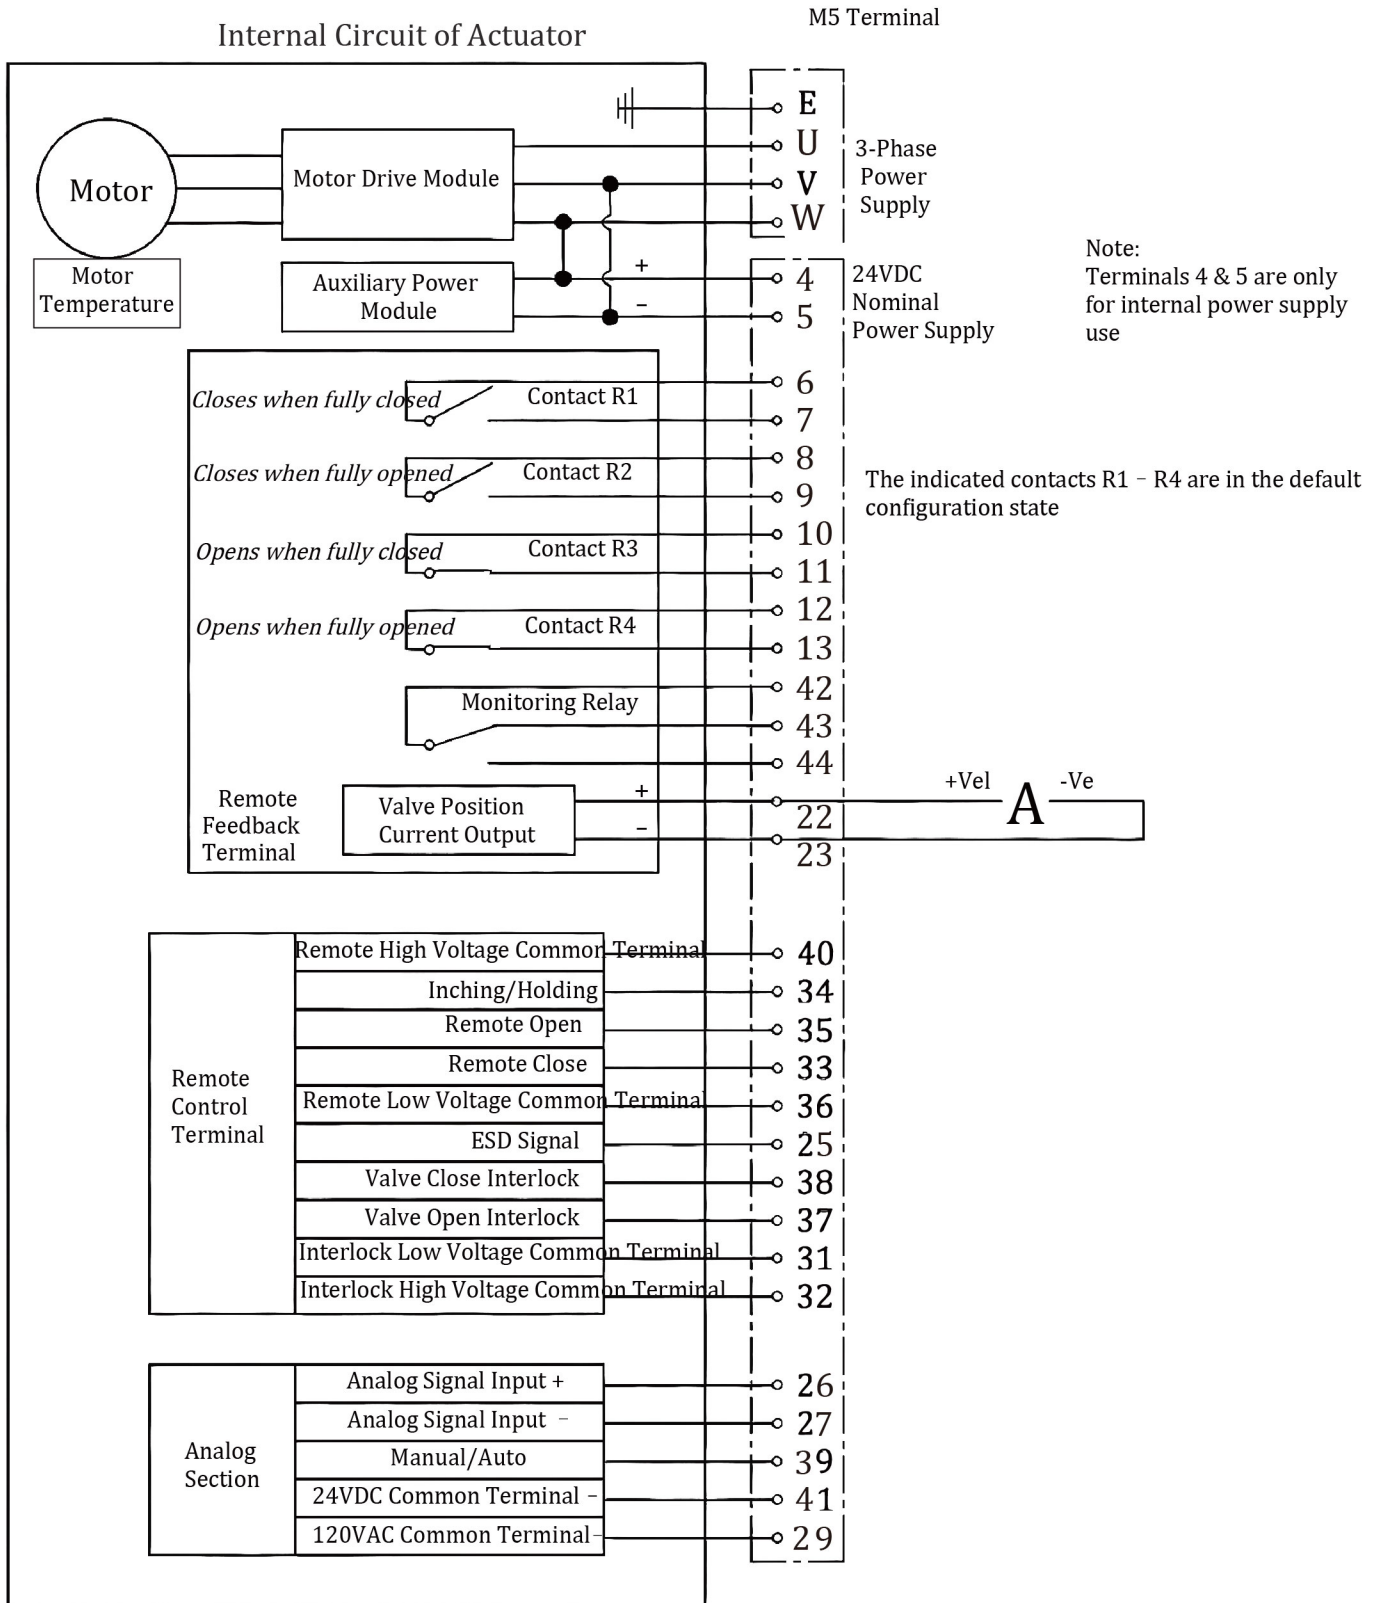 M5 Terminal
Internal Circuit of Actuator
E
U
V
W
3-Phase
Power
Supply
Motor
Motor Drive Module
Motor
Temperature
Auxiliary Power
Module
+
−
4
5
24VDC
Nominal
Power Supply
Note:
Terminals 4 & 5 are only
for internal power supply
use
Closes when fully closed
Contact R1
6
7
Closes when fully opened
Contact R2
8
9
The indicated contacts R1 – R4 are in the default
configuration state
Opens when fully closed
Contact R3
10
11
Opens when fully opened
Contact R4
12
13
Monitoring Relay
42
43
44
Remote
Feedback
Terminal
Valve Position
Current Output
+
−
22
23
+Vel
A
-Ve
Remote
Control
Terminal
Remote High Voltage Common Terminal
40
Inching/Holding
34
Remote Open
35
Remote Close
33
Remote Low Voltage Common Terminal
36
ESD Signal
25
Valve Close Interlock
38
Valve Open Interlock
37
Interlock Low Voltage Common Terminal
31
Interlock High Voltage Common Terminal
32
Analog
Section
Analog Signal Input +
26
Analog Signal Input －
27
Manual/Auto
39
24VDC Common Terminal −
41
120VAC Common Terminal−
29